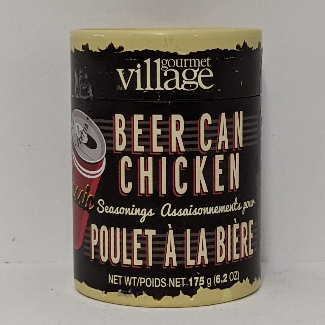 gourmet
village
BEER CAN
CHICKEN
Seasonings Assaisonnements pour
POULET À LA BIÈRE
NET WT/POIDS NET 175 g (6.2 OZ)